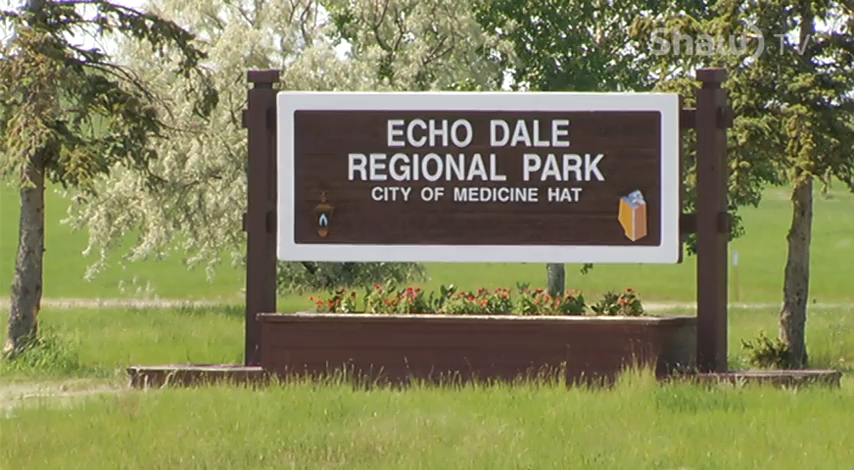 Shaw) TV
ECHO DALE
REGIONAL PARK
CITY OF MEDICINE HAT